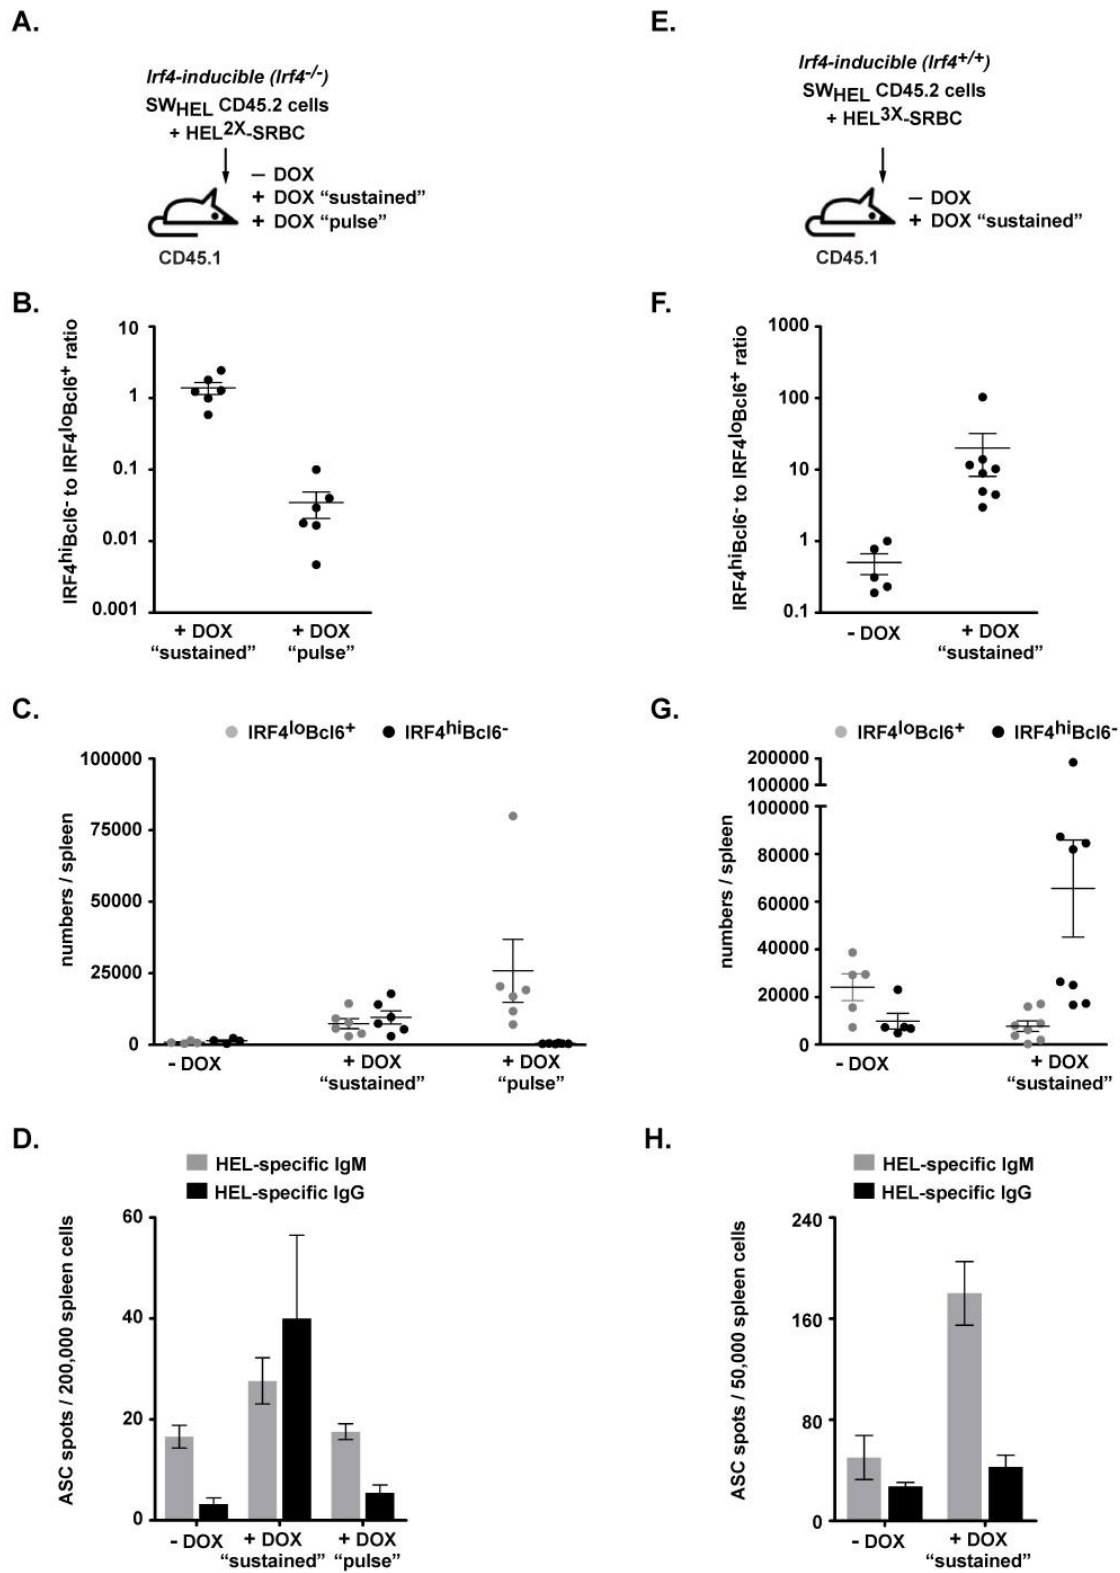 A.
Irf4-inducible (Irf4-/-)
SWHEL CD45.2 cells
+ HEL2X-SRBC
– DOX
+ DOX “sustained”
+ DOX “pulse”
CD45.1
B.
IRF4hiBcl6- to IRF4loBcl6+ ratio
10
1
0.1
0.01
0.001
+ DOX
“sustained”
+ DOX
“pulse”
C.
IRF4loBcl6+
IRF4hiBcl6-
numbers / spleen
100000
75000
50000
25000
0
- DOX
+ DOX
“sustained”
+ DOX
“pulse”
D.
HEL-specific IgM
HEL-specific IgG
ASC spots / 200,000 spleen cells
60
40
20
0
- DOX
+ DOX
“sustained”
+ DOX
“pulse”
E.
Irf4-inducible (Irf4+/+)
SWHEL CD45.2 cells
+ HEL3X-SRBC
– DOX
+ DOX “sustained”
CD45.1
F.
IRF4hiBcl6- to IRF4loBcl6+ ratio
1000
100
10
1
0.1
- DOX
+ DOX
“sustained”
G.
IRF4loBcl6+
IRF4hiBcl6-
numbers / spleen
200000
100000
100000
80000
60000
40000
20000
0
- DOX
+ DOX
“sustained”
H.
HEL-specific IgM
HEL-specific IgG
ASC spots / 50,000 spleen cells
240
160
80
0
- DOX
+ DOX
“sustained”